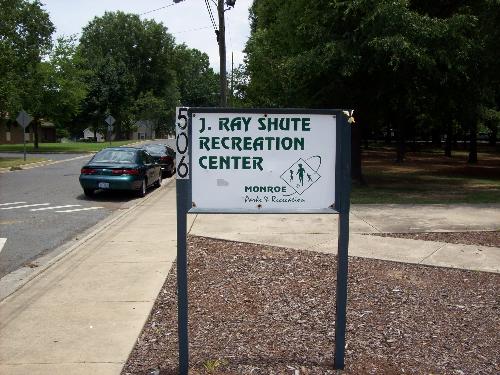 506
J. RAY SHUTE
RECREATION
CENTER
MONROE
Parks & Recreation